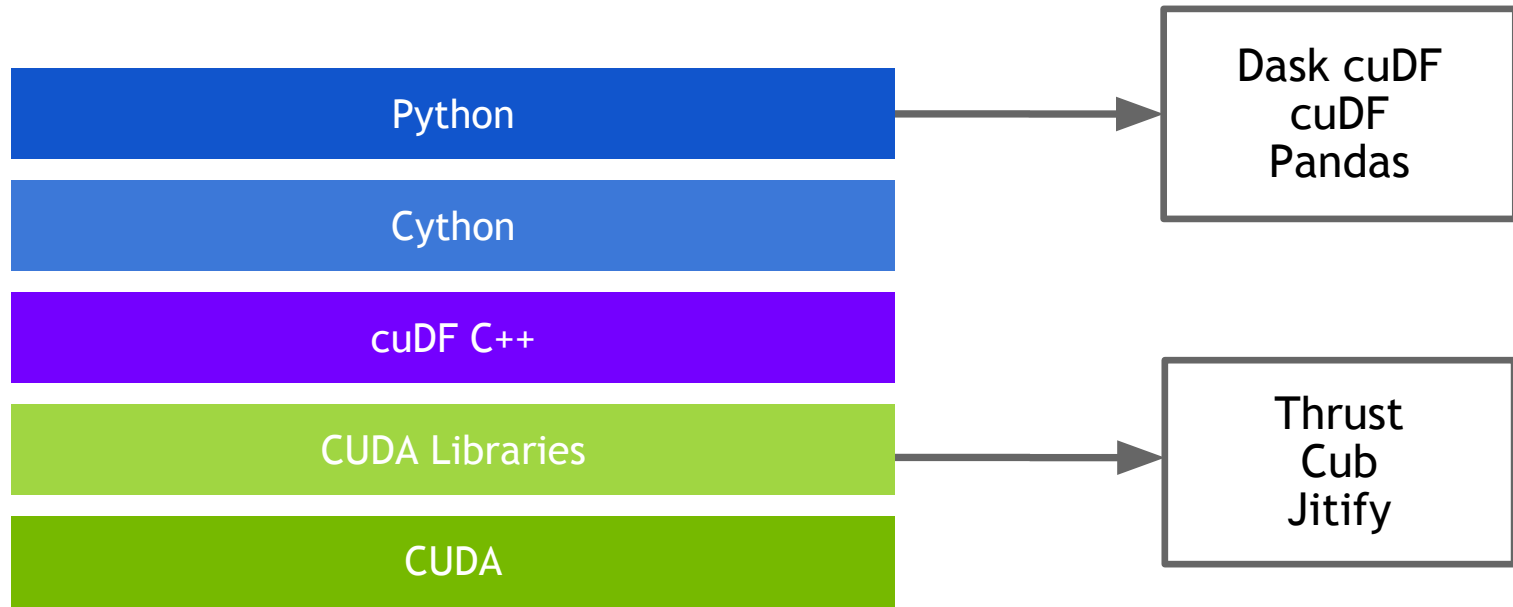 Python
Cython
cuDF C++
CUDA Libraries
CUDA
Dask cuDF
cuDF
Pandas
Thrust
Cub
Jitify